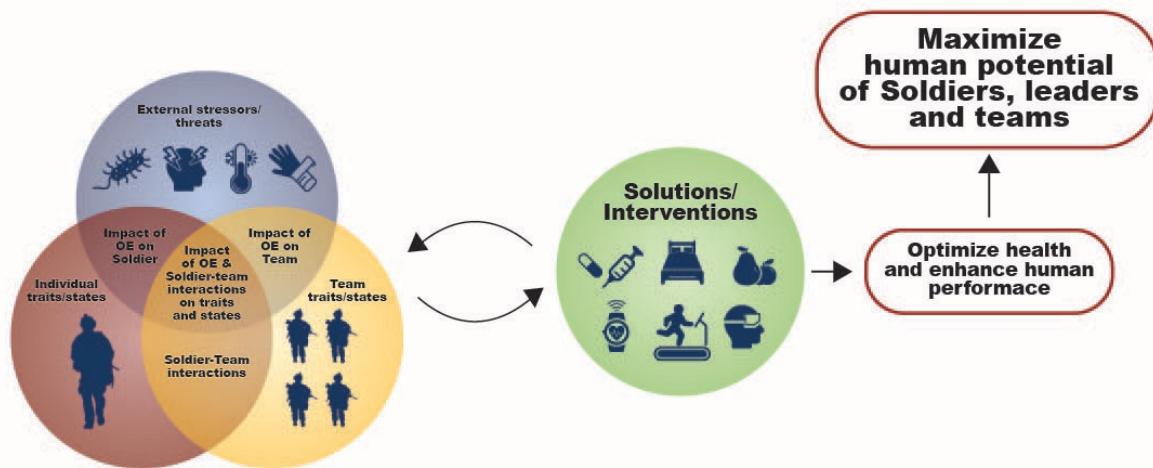 External stressors/
threats
Impact of
OE on
Soldier
Impact
of OE &
Soldier-team
interactions
on traits
and states
Impact of
OE on
Team
Individual
traits/states
Team
traits/states
Soldier-Team
interactions
Solutions/
Interventions
Optimize health
and enhance human
performace
Maximize
human potential
of Soldiers, leaders
and teams